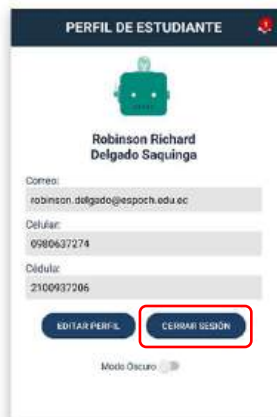 PERFIL DE ESTUDIANTE
Robinson Richard
Delgado Saquinga
Correo:
robinson.delgado@espoch.edu.ec
Celular:
0980637274
Cédula:
2100937206
EDITAR PERFIL CERRAR SESIÓN
Modo Oscuro